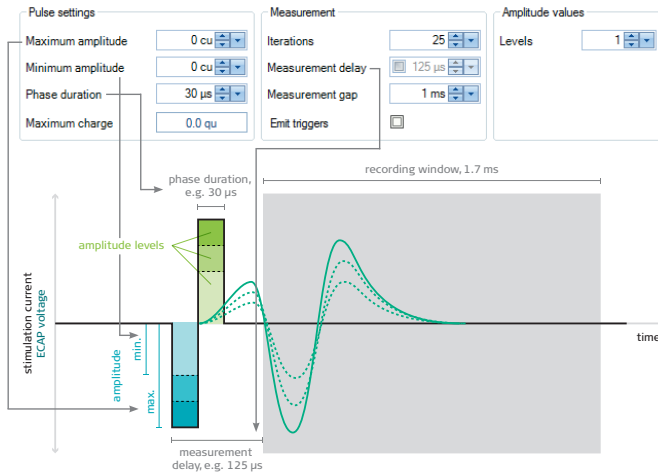 Pulse settings
Maximum amplitude 0 cu
Minimum amplitude 0 cu
Phase duration 30 µs
Maximum charge 0.0 qu
Measurement
Iterations 25
Measurement delay 125 µs
Measurement gap 1 ms
Emit triggers
Amplitude values
Levels 1
phase duration,
e.g. 30 µs
recording window, 1.7 ms
amplitude levels
stimulation current
ECAP voltage
amplitude
min.
max.
time
measurement
delay, e.g. 125 µs